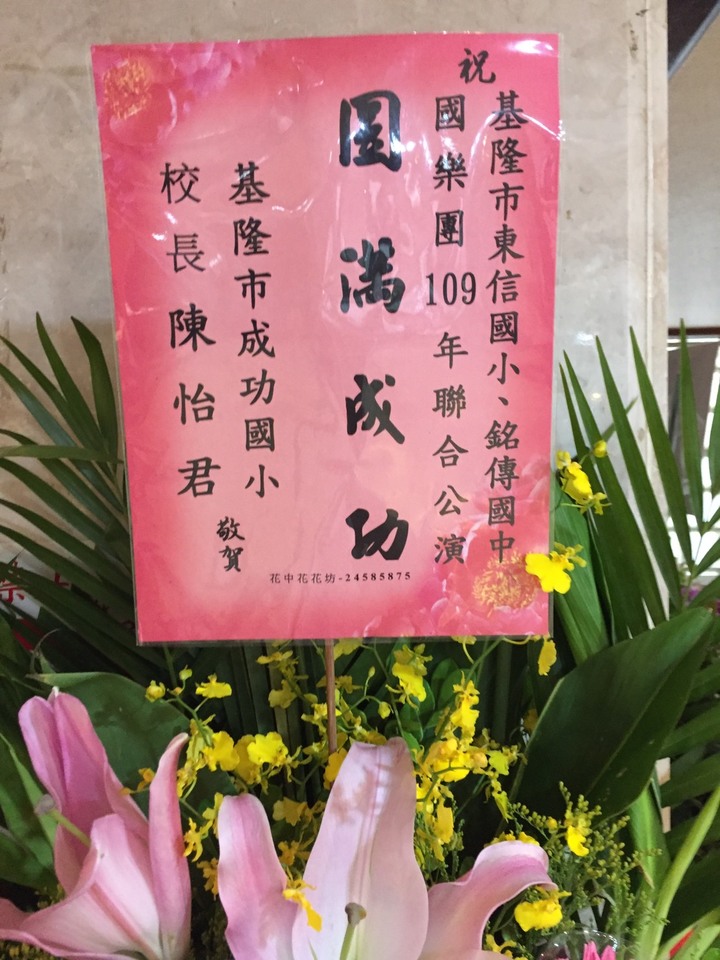 祝
基隆市東信國小、銘傳國中
國樂團109年聯合公演
圓滿成功
基隆市成功國小
校長陳怡君
敬賀
花中花花坊-24585875